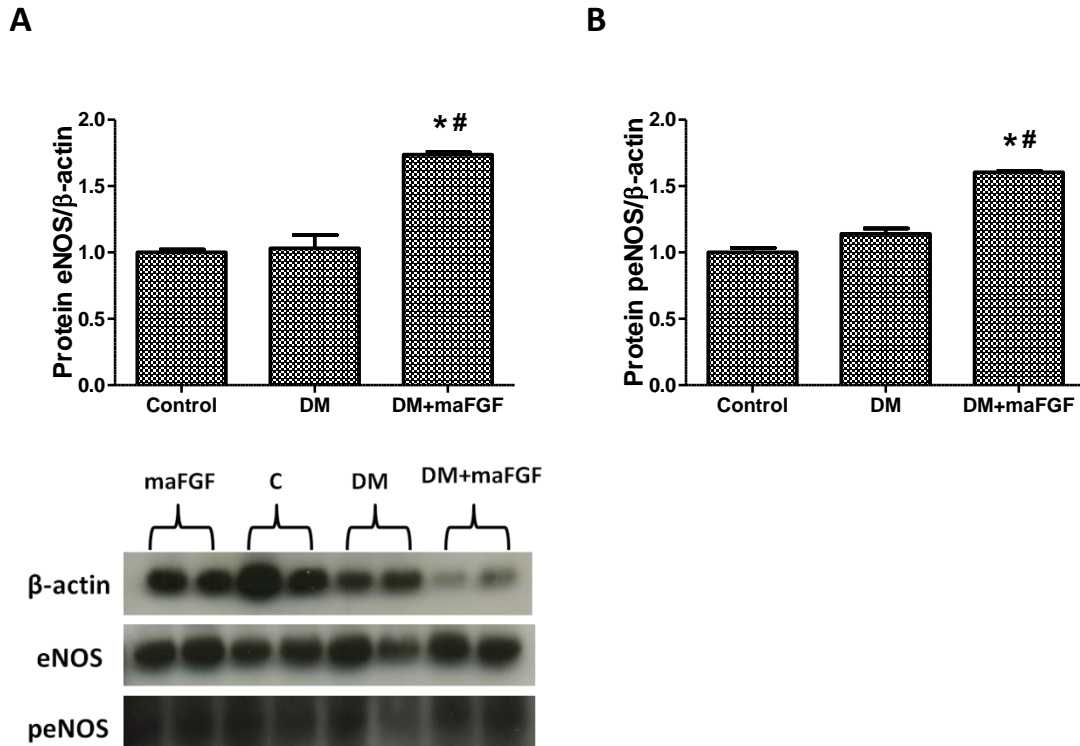 A
Protein eNOS/β-actin
2.0
1.5
1.0
0.5
0.0
*#
Control DM DM+maFGF
B
Protein peNOS/β-actin
2.0
1.5
1.0
0.5
0.0
*#
Control DM DM+maFGF
maFGF C DM DM+maFGF
β-actin
eNOS
peNOS